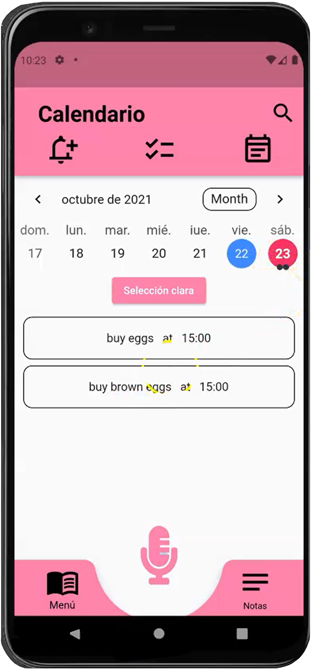 10:23
Calendario
octubre de 2021 Month
dom. lun. mar. mié. jue. vie. sáb.
17 18 19 20 21 22 23
Selección clara
buy eggs at 15:00
buy brown eggs at 15:00
Menú Notas